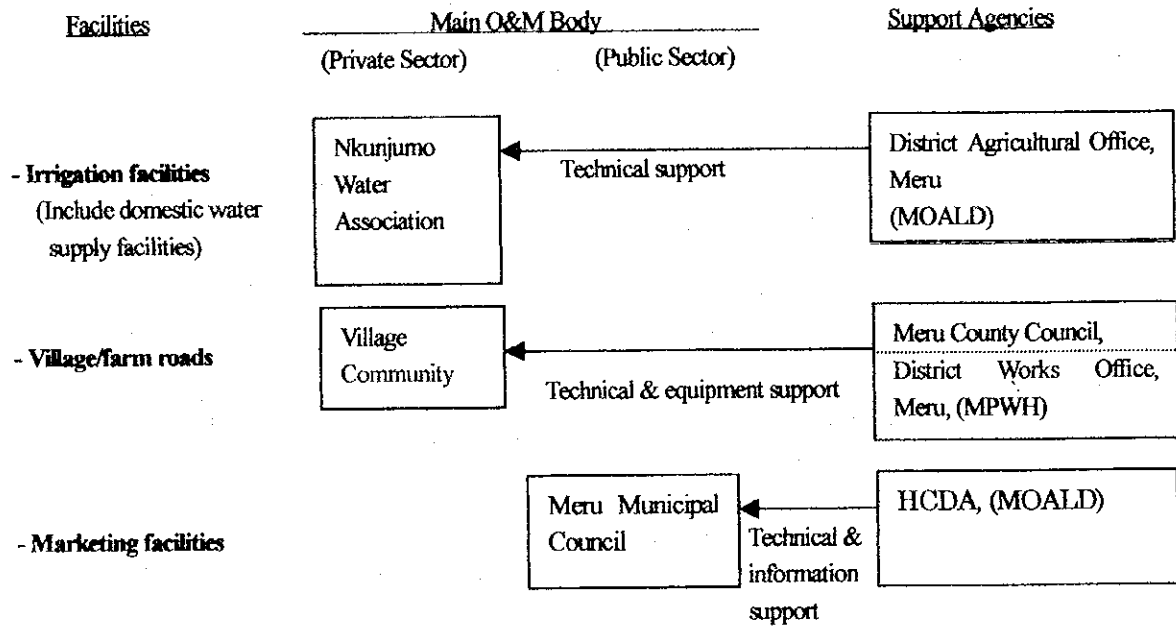 Facilities
Main O&M Body
Support Agencies
(Private Sector)
(Public Sector)
- Irrigation facilities
(Include domestic water
supply facilities)
Nkunjumo
Water
Association
Technical support
District Agricultural Office,
Meru
(MOALD)
- Village/farm roads
Village
Community
Technical & equipment support
Meru County Council,
District Works Office,
Meru, (MPWH)
- Marketing facilities
Meru Municipal
Council
Technical &
information
support
HCDA, (MOALD)